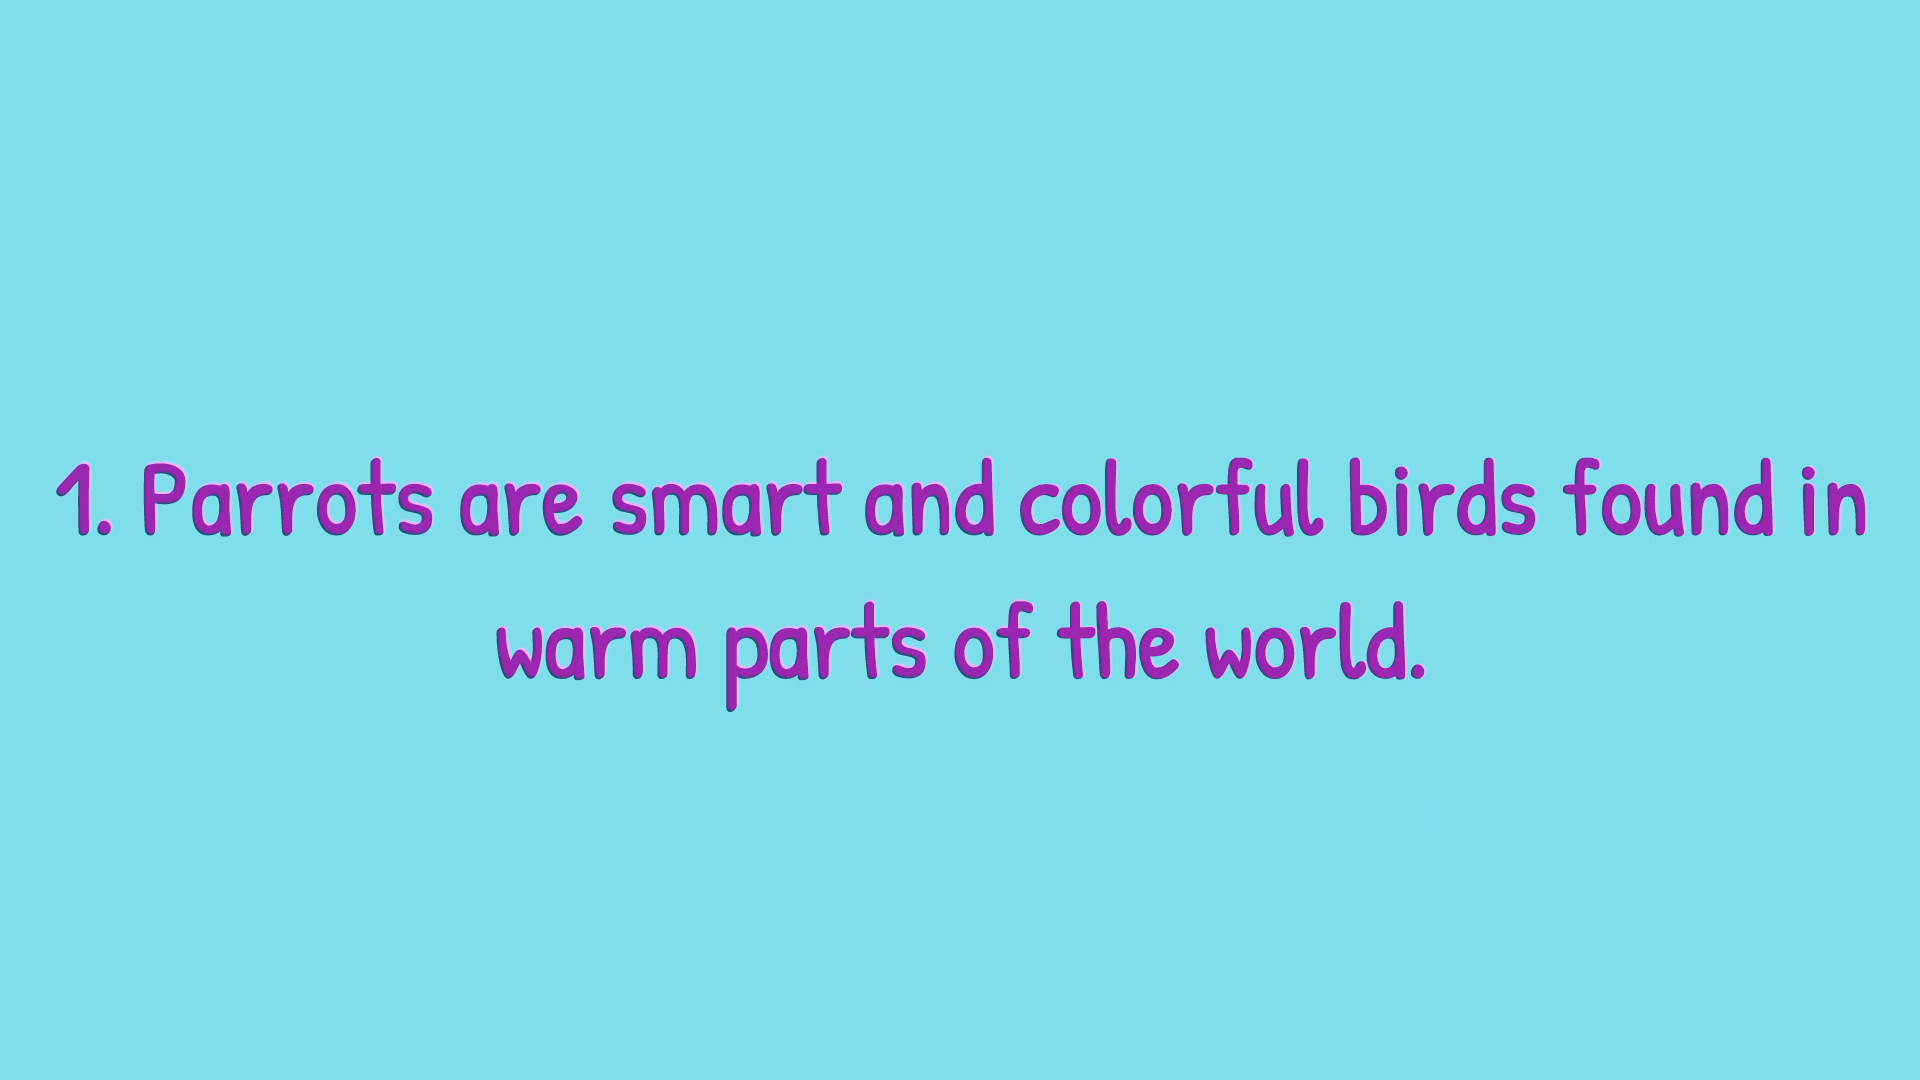 1. Parrots are smart and colorful birds found in
warm parts of the world.